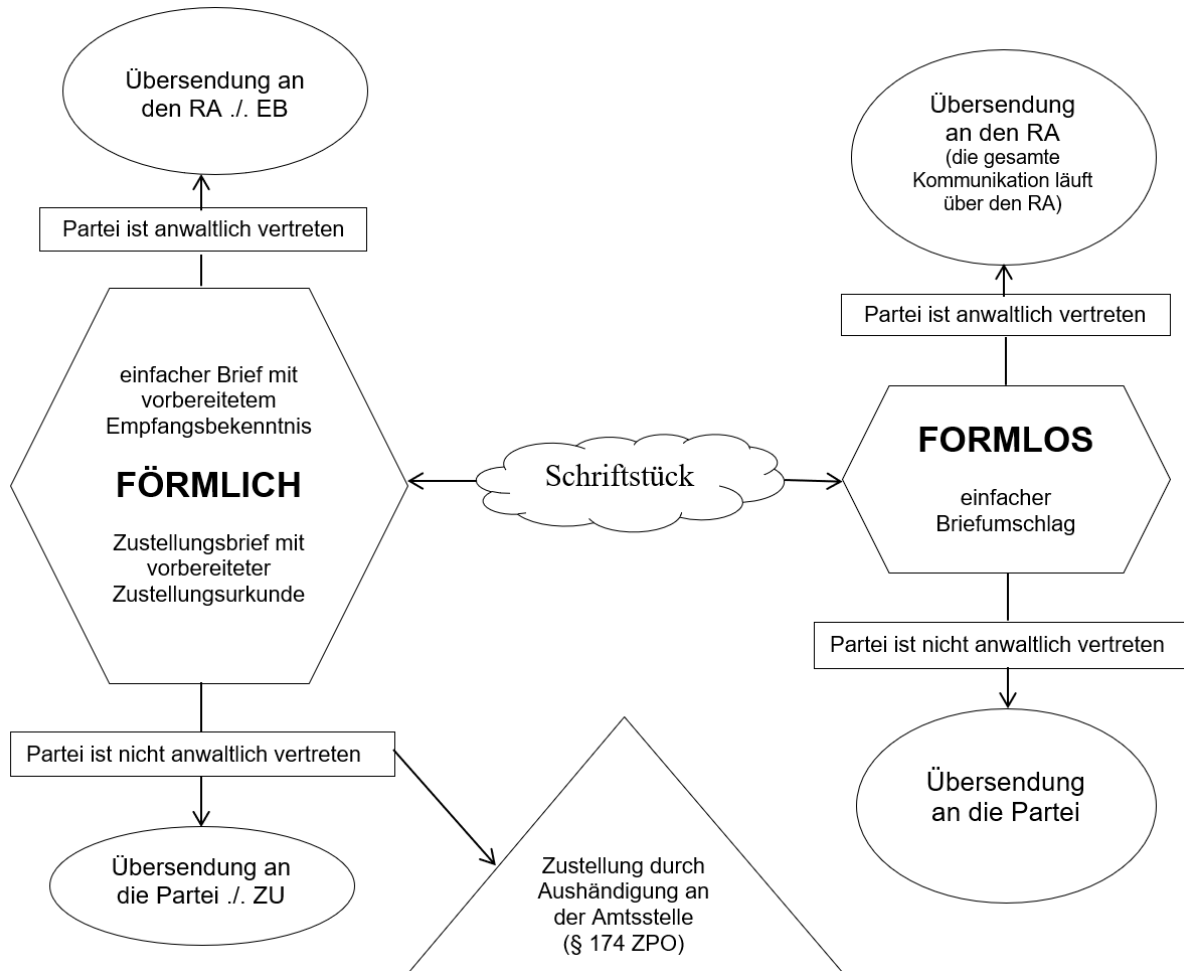 Übersendung an
den RA ./. EB
Übersendung
an den RA
(die gesamte
Kommunikation läuft
über den RA)
Partei ist anwaltlich vertreten
Partei ist anwaltlich vertreten
einfacher Brief mit
vorbereitetem
Empfangsbekenntnis
FÖRMLICH
Zustellungsbrief mit
vorbereiteter
Zustellungsurkunde
Schriftstück
FORMLOS
einfacher
Briefumschlag
Partei ist nicht anwaltlich vertreten
Partei ist nicht anwaltlich vertreten
Übersendung an
die Partei ./. ZU
Zustellung durch
Aushändigung an
der Amtsstelle
(§ 174 ZPO)
Übersendung
an die Partei